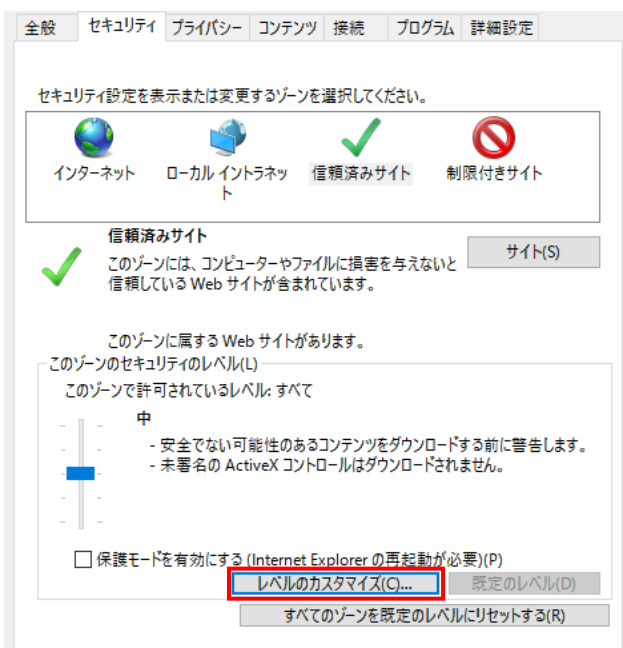 全般 セキュリティ プライバシー コンテンツ 接続 プログラム 詳細設定
セキュリティ設定を表示または変更するゾーンを選択してください。
インターネット ローカル イントラネッ 信頼済みサイト 制限付きサイト
ト
信頼済みサイト
サイト(S)
このゾーンには、コンピューターやファイルに損害を与えないと
信頼している Web サイトが含まれています。
このゾーンに属する Web サイトがあります。
このゾーンのセキュリティのレベル(L)
このゾーンで許可されているレベル: すべて
中
- 安全でない可能性のあるコンテンツをダウンロードする前に警告します。
- 未署名の ActiveX コントロールはダウンロードされません。
保護モードを有効にする (Internet Explorer の再起動が必要)(P)
レベルのカスタマイズ(C)... 既定のレベル(D)
すべてのゾーンを既定のレベルにリセットする(R)